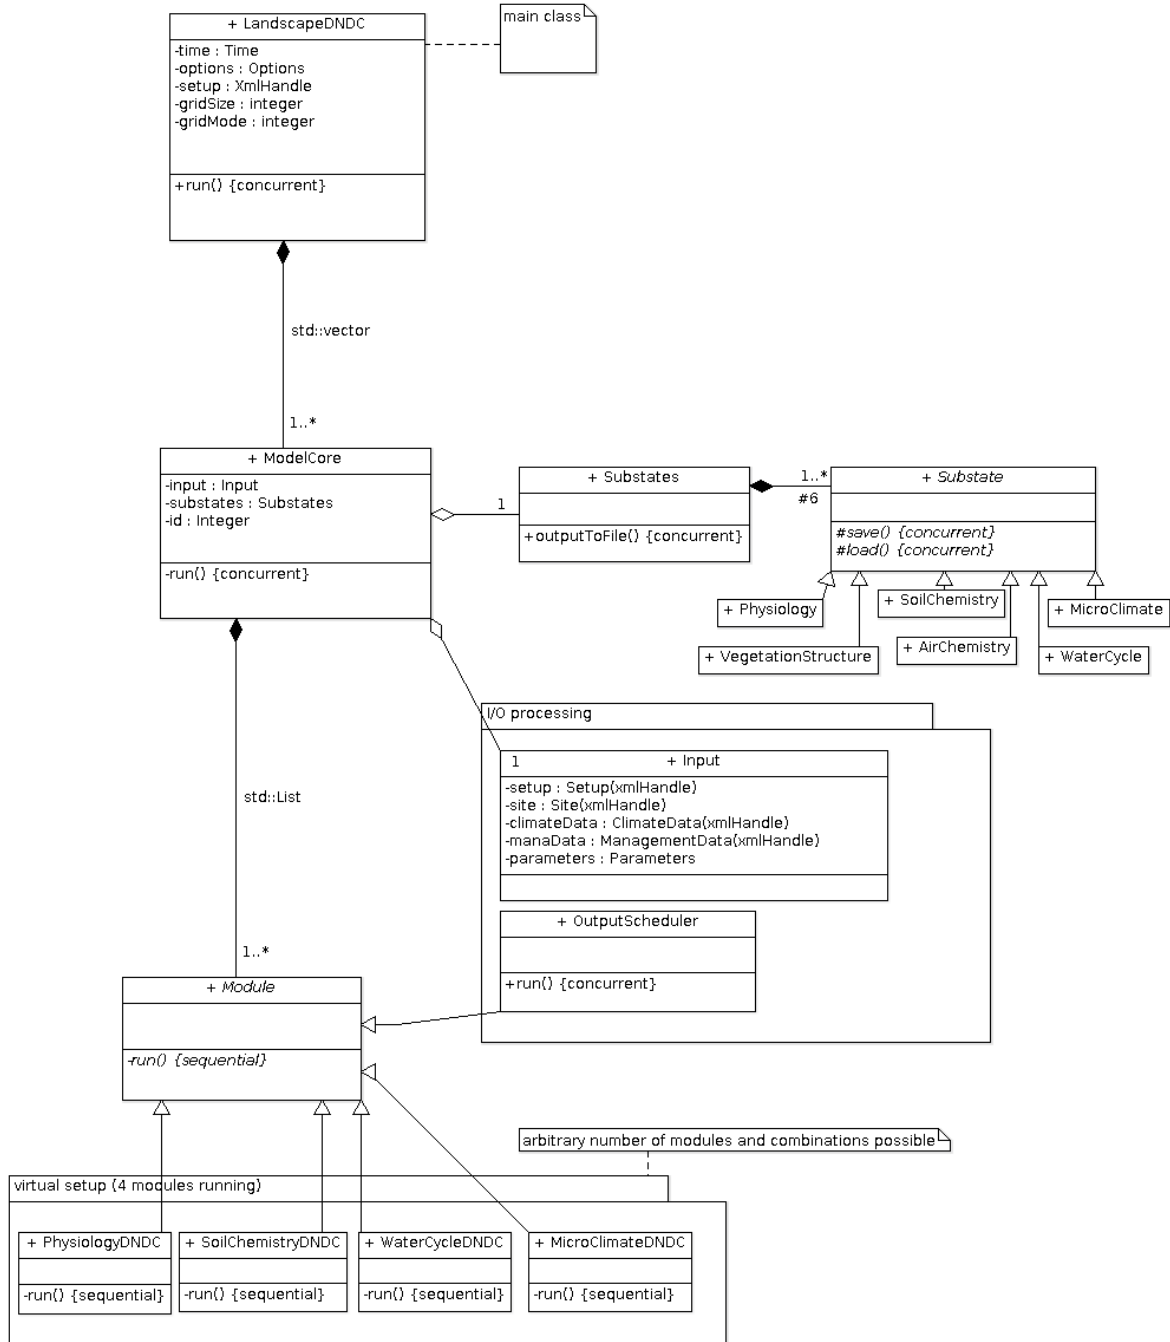 + LandscapeDNDC
-time : Time
-options : Options
-setup : XmlHandle
-gridSize : integer
-gridMode : integer
+run() {concurrent}
main class
std::vector
1..*
+ ModelCore
-input : Input
-substates : Substates
-id : Integer
-run() {concurrent}
1
+ Substates
+outputToFile() {concurrent}
1..*
#6
+ Substate
#save() {concurrent}
#load() {concurrent}
+ Physiology
+ SoilChemistry
+ MicroClimate
+ VegetationStructure
+ AirChemistry
+ WaterCycle
I/O processing
1
+ Input
-setup : Setup(xmlHandle)
-site : Site(xmlHandle)
-climateData : ClimateData(xmlHandle)
-manaData : ManagementData(xmlHandle)
-parameters : Parameters
std::List
+ OutputScheduler
+run() {concurrent}
1..*
+ Module
-run() {sequential}
arbitrary number of modules and combinations possible
virtual setup (4 modules running)
+ PhysiologyDNDC
-run() {sequential}
+ SoilChemistryDNDC
-run() {sequential}
+ WaterCycleDNDC
-run() {sequential}
+ MicroClimateDNDC
-run() {sequential}